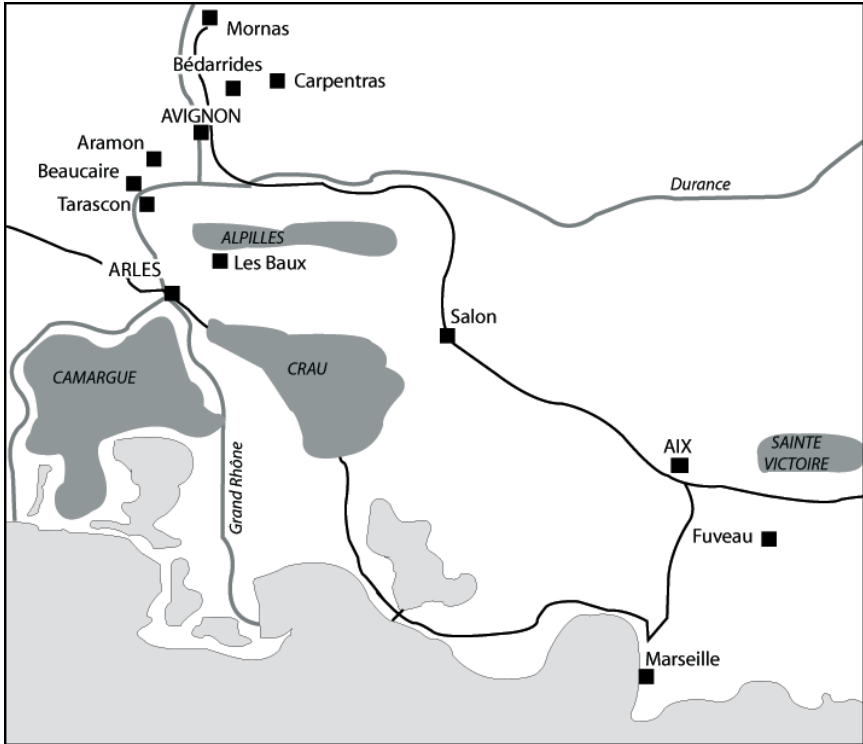 Mornas
Bédarrides
Carpentras
AVIGNON
Aramon
Beaucaire
Tarascon
Durance
ALPILLES
Les Baux
ARLES
Salon
CAMARGUE
CRAU
AIX
SAINTE
VICTOIRE
Grand Rhône
Fuveau
Marseille